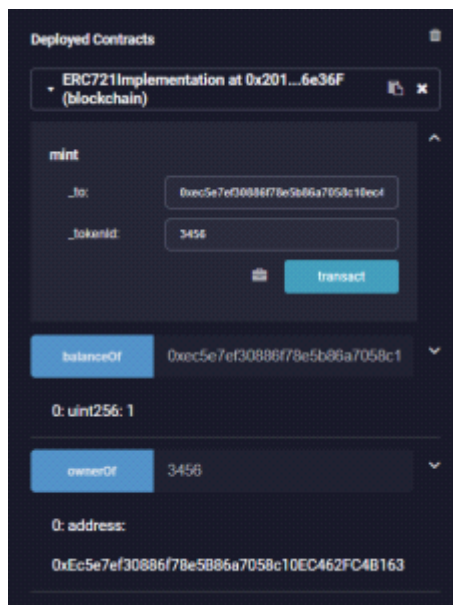 Deployed Contracts
ERC721Implementation at 0x201...6e36F
(blockchain)
mint
_to:
0xec5e7ef30886f78e5b86a7058c10ec4
_tokenId:
3456
transact
balanceOf
0xec5e7ef30886f78e5b86a7058c1
0: uint256: 1
ownerOf
3456
0: address:
0xEc5e7ef30886f78e5B86a7058c10EC462FC4B163